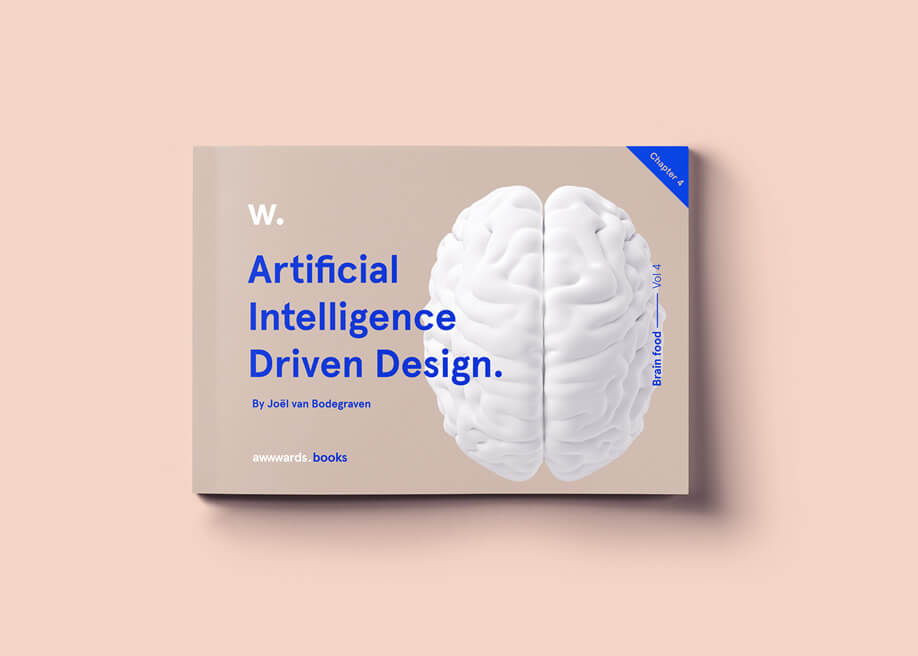 Chapter 4
w.
Artificial
Intelligence
Driven Design.
By Joël van Bodegraven
awwwards.books
Brain food — Vol 4